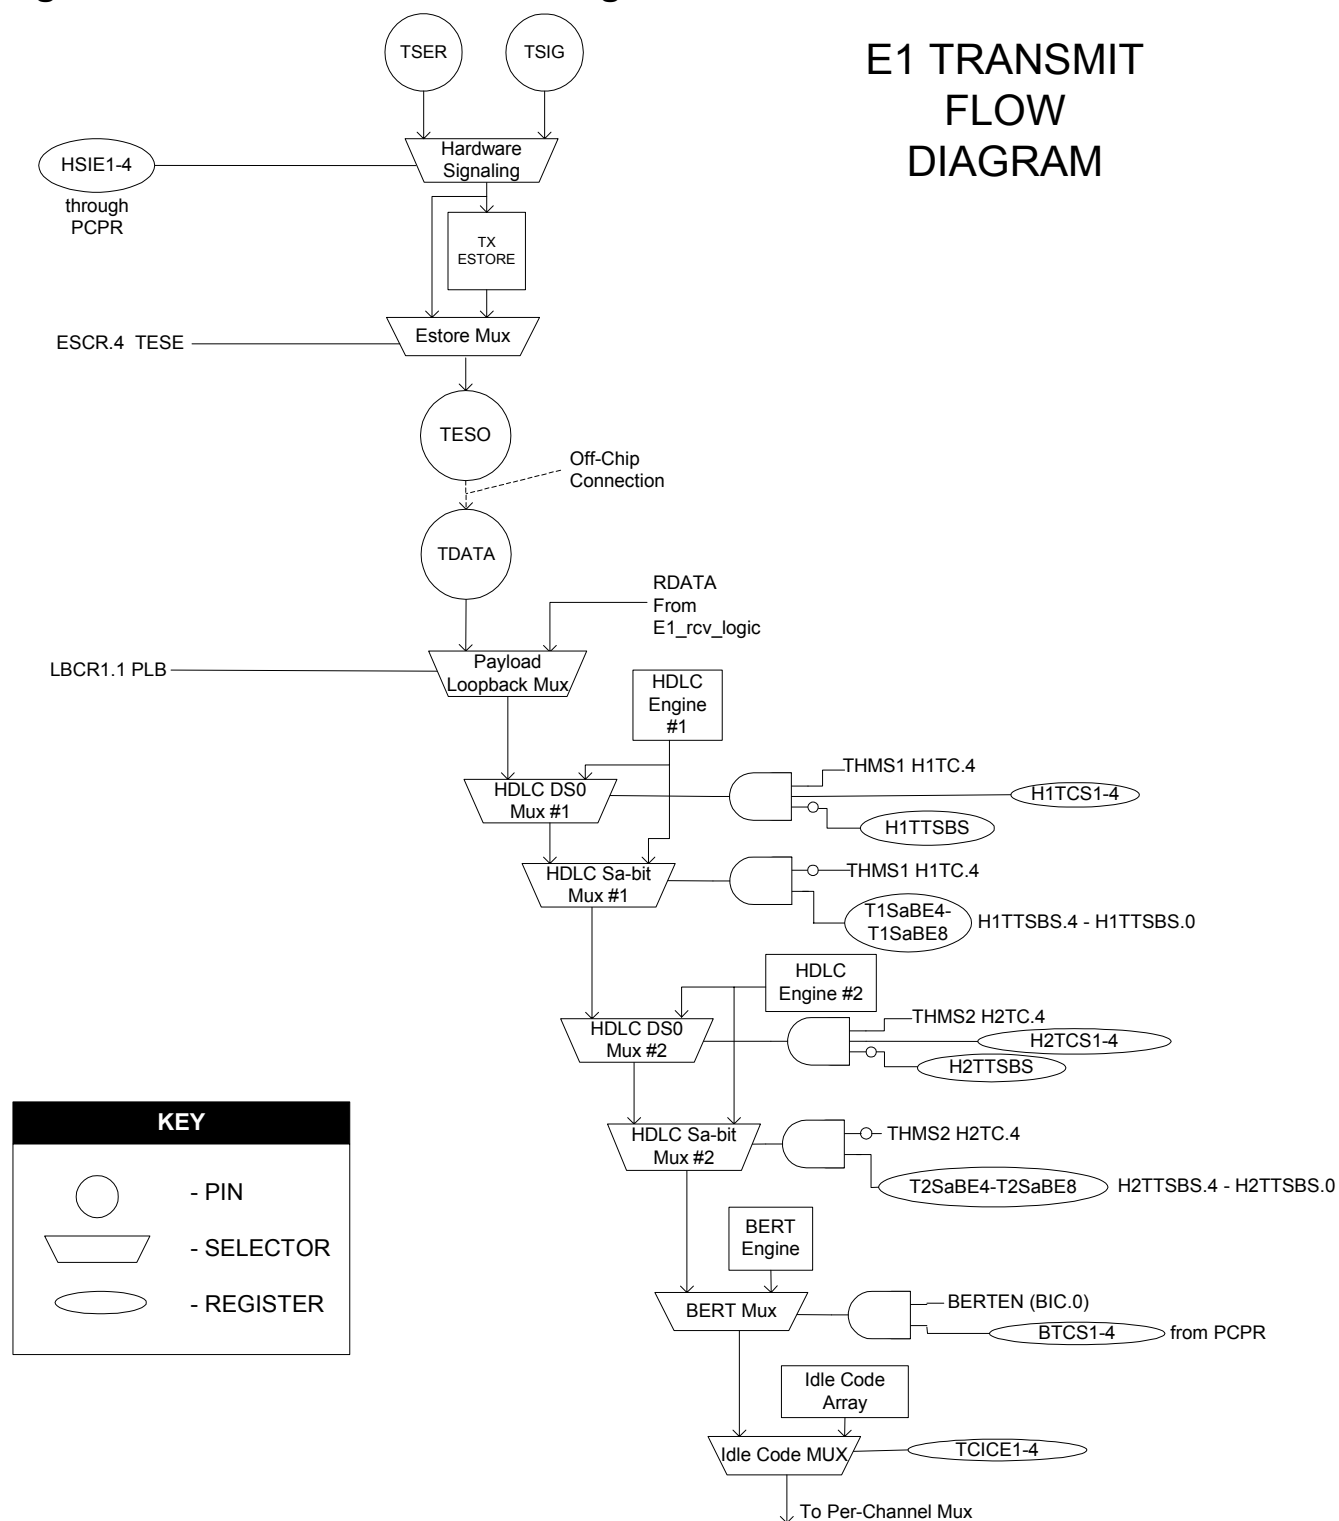 TSER
TSIG
E1 TRANSMIT
FLOW
DIAGRAM
Hardware
Signaling
HSIE1-4
through
PCPR
TX
ESTORE
Estore Mux
ESCR.4 TESE
TESO
Off-Chip
Connection
TDATA
RDATA
From
E1_rcv_logic
Payload
Loopback Mux
LBCR1.1 PLB
HDLC
Engine
#1
THMS1 H1TC.4
HDLC DS0
Mux #1
H1TCS1-4
H1TTSBS
HDLC Sa-bit
Mux #1
THMS1 H1TC.4
T1SaBE4-
T1SaBE8
H1TTSBS.4 - H1TTSBS.0
HDLC
Engine #2
THMS2 H2TC.4
HDLC DS0
Mux #2
H2TCS1-4
H2TTSBS
HDLC Sa-bit
Mux #2
THMS2 H2TC.4
T2SaBE4-T2SaBE8
H2TTSBS.4 - H2TTSBS.0
KEY
- PIN
- SELECTOR
- REGISTER
BERT
Engine
BERT Mux
BERTEN (BIC.0)
BTCS1-4
from PCPR
Idle Code
Array
Idle Code MUX
TCICE1-4
To Per-Channel Mux